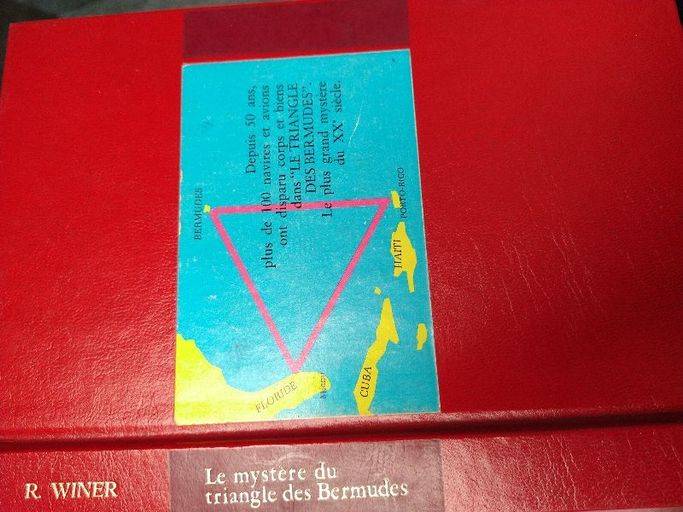 Depuis 50 ans,
plus de 100 navires et avions
ont disparu corps et biens
dans "LE TRIANGLE
DES BERMUDES".
Le plus grand mystère
du XXe siècle.
BERMUDES
PORTO-RICO
HAÏTI
CUBA
FLORIDE
Miami
R. WINER
Le mystère du
triangle des Bermudes